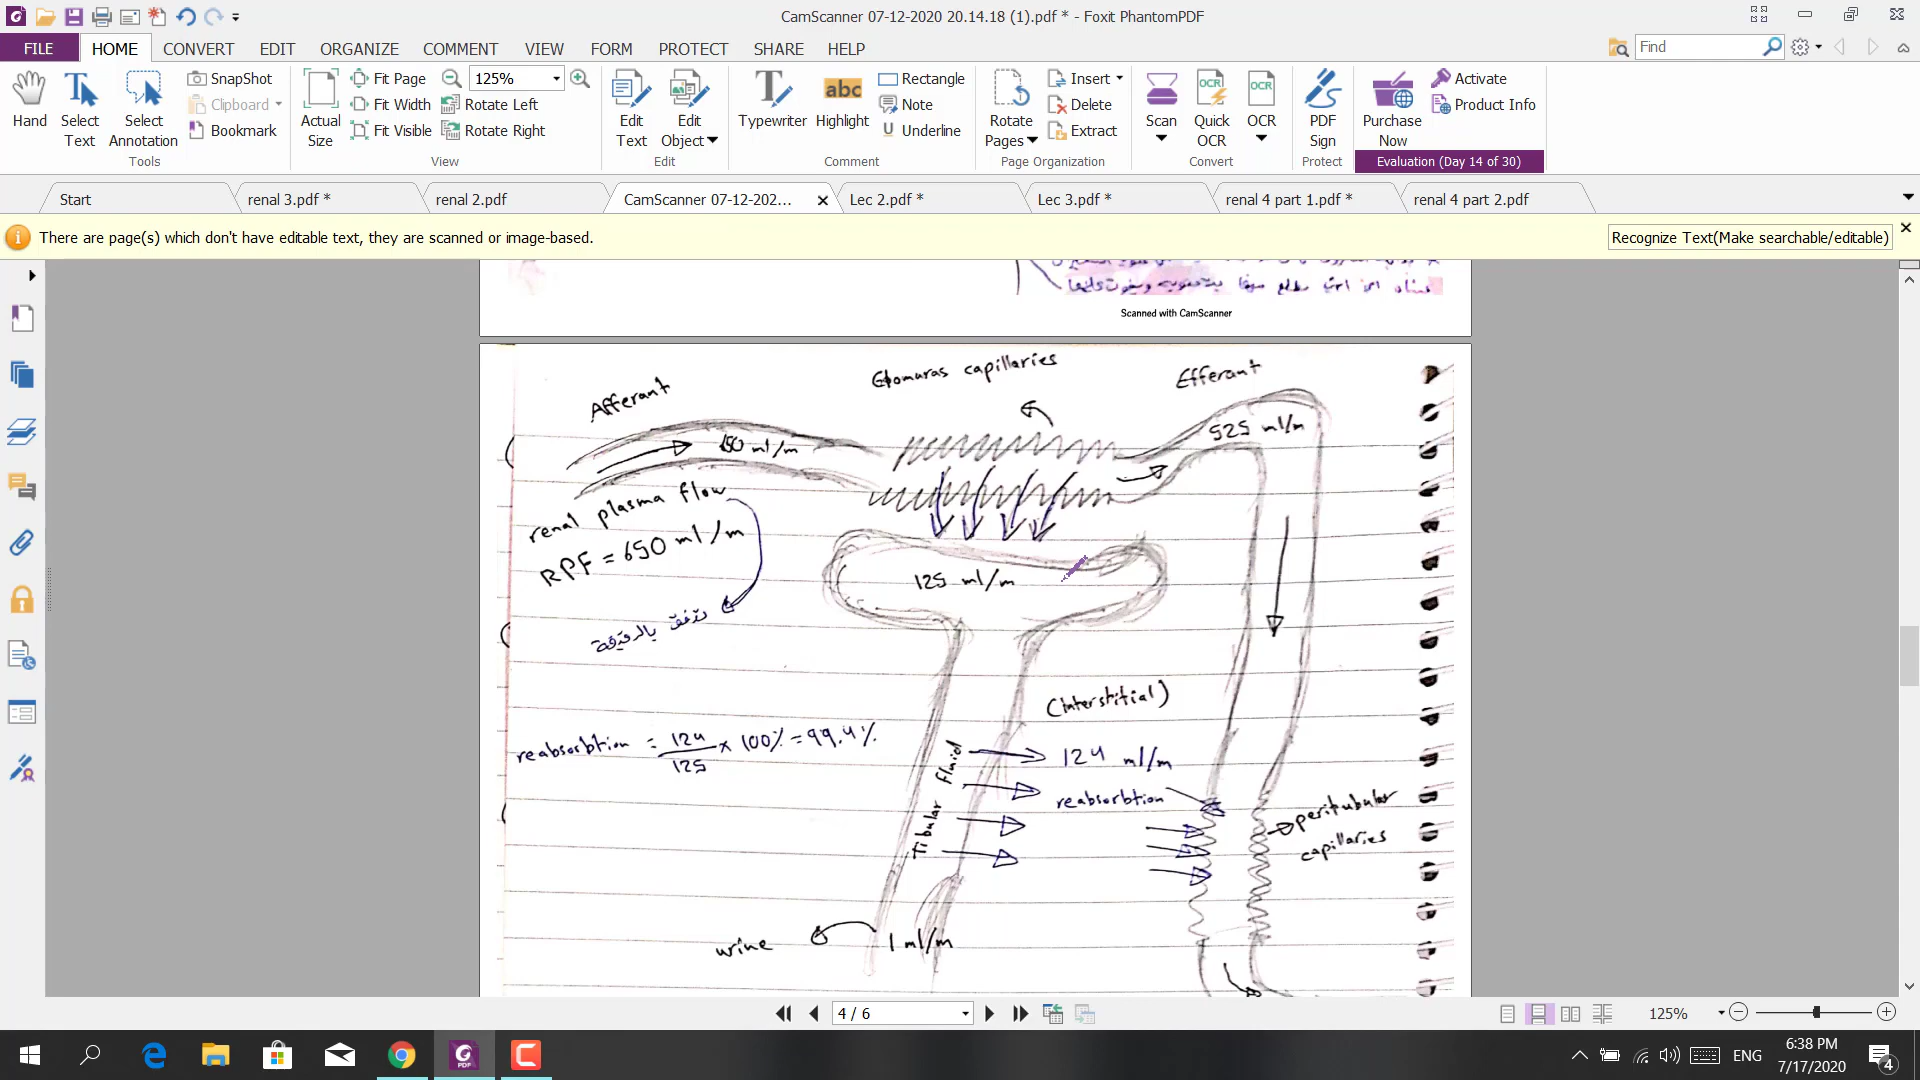 CamScanner 07-12-2020 20.14.18 (1).pdf * - Foxit PhantomPDF
FILE HOME CONVERT EDIT ORGANIZE COMMENT VIEW FORM PROTECT SHARE HELP
Find
Hand
Select Text
Select Annotation
SnapShot
Clipboard
Bookmark
Tools
Actual Size
Fit Page
Fit Width
Fit Visible
125%
Rotate Left
Rotate Right
View
Edit Text
Edit Object
Edit
Typewriter
Highlight
Rectangle
Note
Underline
Comment
Rotate Pages
Insert
Delete
Extract
Page Organization
Scan
Quick OCR
OCR
Convert
PDF Sign
Protect
Purchase Now
Activate
Product Info
Evaluation (Day 14 of 30)
Start
renal 3.pdf *
renal 2.pdf
CamScanner 07-12-202...
Lec 2.pdf *
Lec 3.pdf *
renal 4 part 1.pdf *
renal 4 part 2.pdf
There are page(s) which don't have editable text, they are scanned or image-based.
Recognize Text(Make searchable/editable)
Scanned with CamScanner
Afferant
Glomuras capillaries
Efferant
ml/m
525 ml/m
renal plasma flow
RPF = 650 ml/m
تدفق بالدقيقة
125 ml/m
(Interstitial)
reabsorbtion = 124/125 x 100% = 99.4%
Tibular fluid
124 ml/m
reabsorbtion
peritubular
capillaries
urine
1 ml/m
4 / 6
125%
ENG
6:38 PM
7/17/2020
4